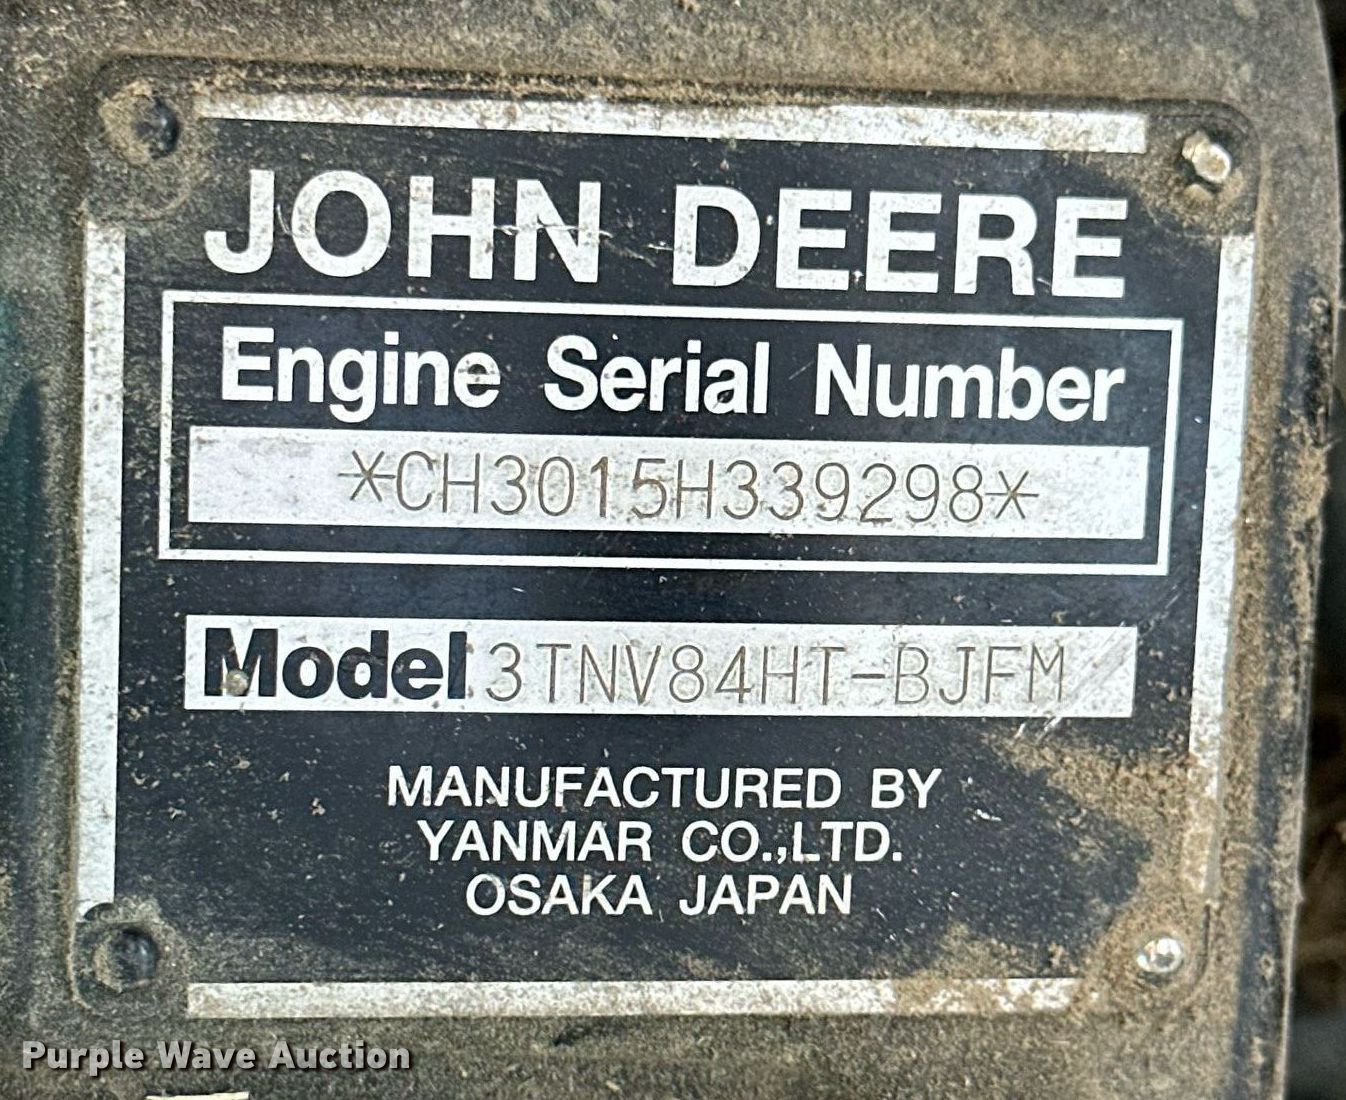 JOHN DEERE
Engine Serial Number
*CH3015H339298*
Model 3TNV84HT-BJFM
MANUFACTURED BY
YANMAR CO.,LTD.
OSAKA JAPAN
Purple Wave Auction